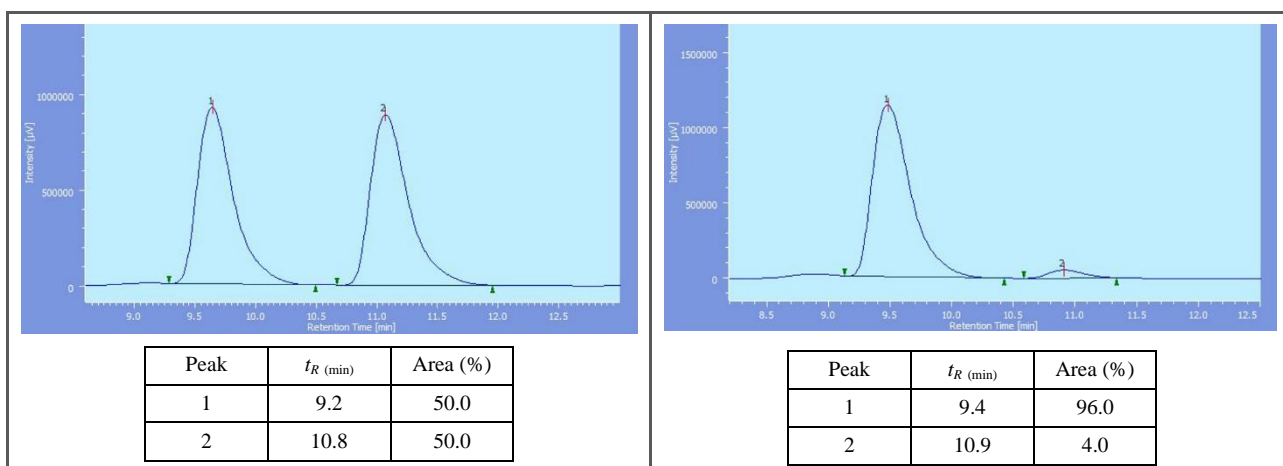 1000000
500000
0
Intensity [µV]
1
2
9.0 9.5 10.0 10.5 11.0 11.5 12.0 12.5
Retention Time [min]
Peak tR (min) Area (%)
1 9.2 50.0
2 10.8 50.0
1500000
1000000
500000
0
Intensity [µV]
1
2
8.5 9.0 9.5 10.0 10.5 11.0 11.5 12.0 12.5
Retention Time [min]
Peak tR (min) Area (%)
1 9.4 96.0
2 10.9 4.0